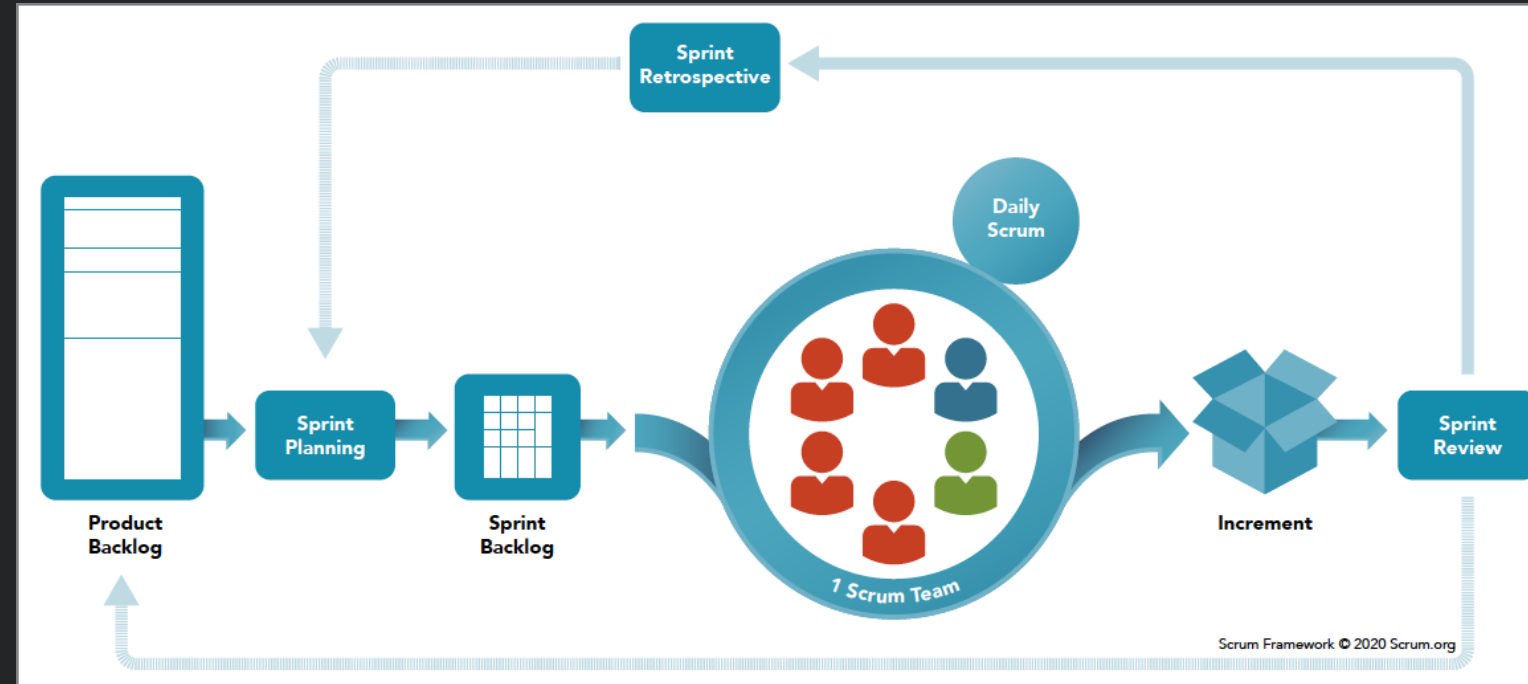 Sprint
Retrospective
Daily
Scrum
Sprint
Planning
Sprint
Review
Product
Backlog
Sprint
Backlog
Increment
1 Scrum Team
Scrum Framework © 2020 Scrum.org